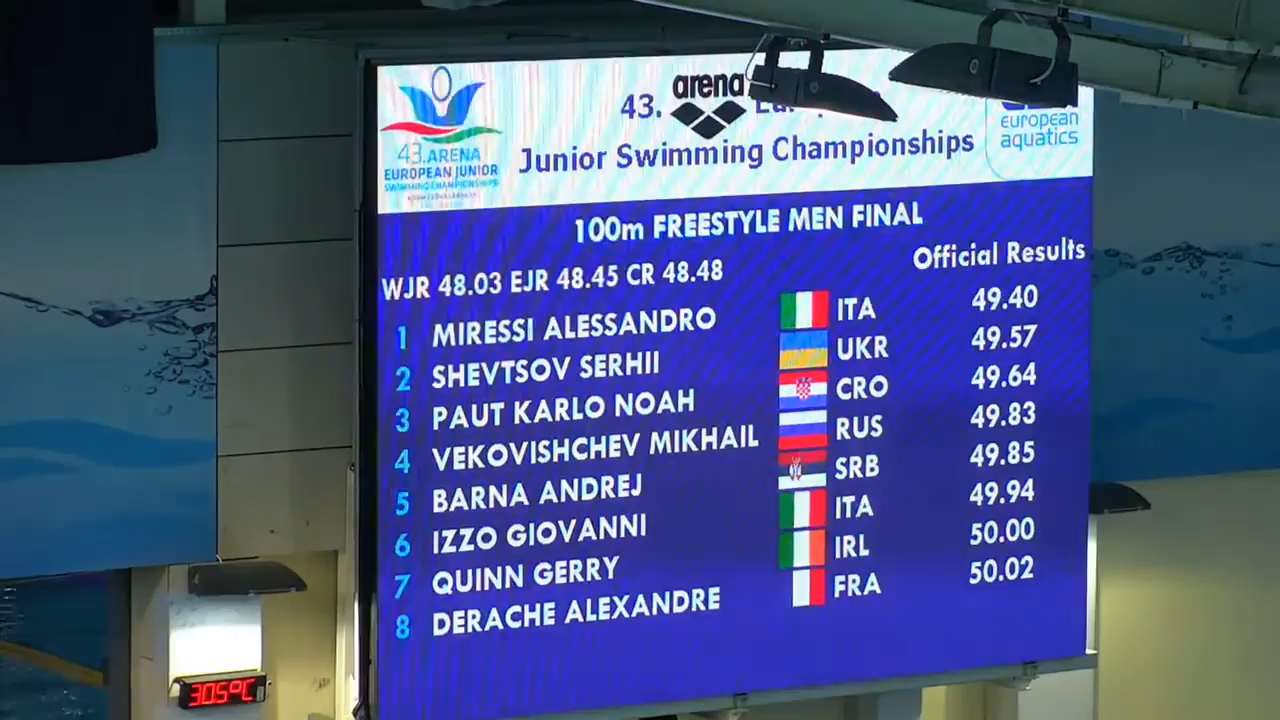 43. arena
Junior Swimming Championships
43.ARENA
EUROPEAN JUNIOR
SWIMMING CHAMPIONSHIPS
european
aquatics
100m FREESTYLE MEN FINAL
Official Results
WJR 48.03 EJR 48.45 CR 48.48
1 MIRESSI ALESSANDRO ITA 49.40
2 SHEVTSOV SERHII UKR 49.57
3 PAUT KARLO NOAH CRO 49.64
4 VEKOVISHCHEV MIKHAIL RUS 49.83
5 BARNA ANDREJ SRB 49.85
6 IZZO GIOVANNI ITA 49.94
7 QUINN GERRY IRL 50.00
8 DERACHE ALEXANDRE FRA 50.02
30.5°C